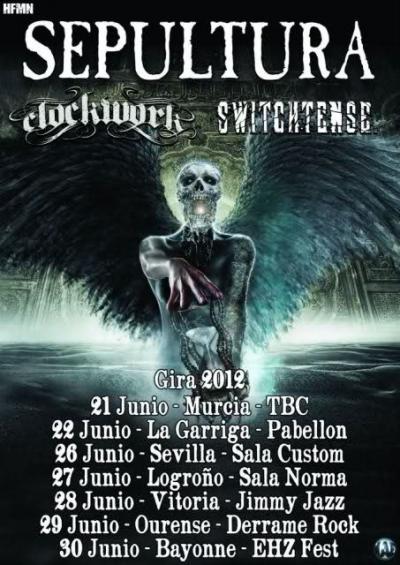 HFMN
SEPULTURA
clockwork SWITCHTENSE
Gira 2012
21 Junio - Murcia - TBC
22 Junio - La Garriga - Pabellon
26 Junio - Sevilla - Sala Custom
27 Junio - Logroño - Sala Norma
28 Junio - Vitoria - Jimmy Jazz
29 Junio - Ourense - Derrame Rock
30 Junio - Bayonne - EHZ Fest